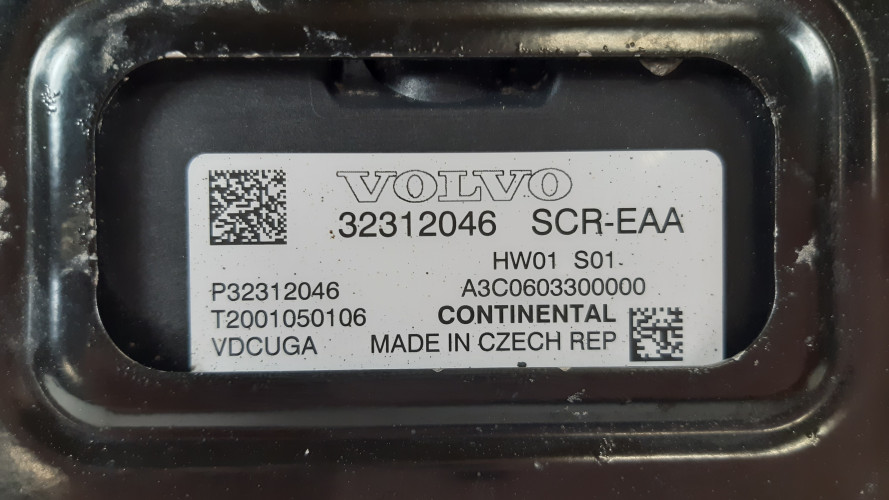 VOLVO
32312046 SCR-EAA
HW01 S01
P32312046 A3C0603300000
T2001050106 CONTINENTAL
VDCUGA MADE IN CZECH REP